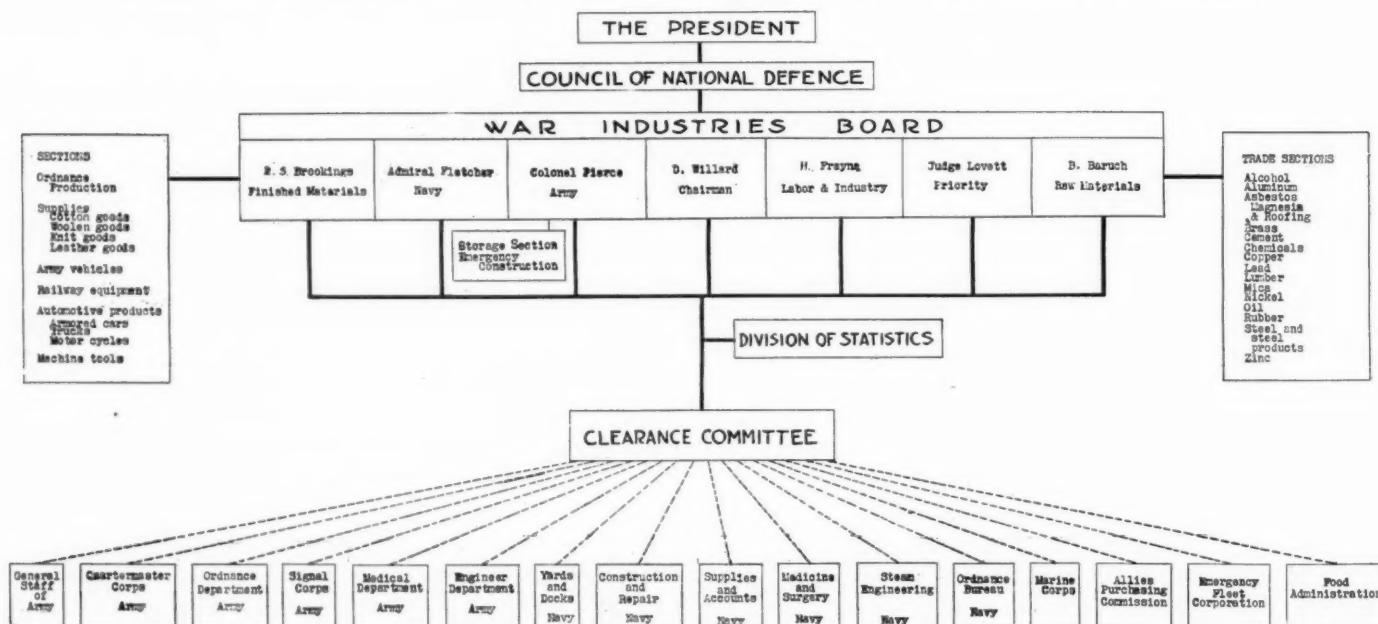 THE PRESIDENT
COUNCIL OF NATIONAL DEFENCE
WAR INDUSTRIES BOARD
R. S. Brookings
Finished Materials
Admiral Fletcher
Navy
Colonel Pierce
Army
D. Willard
Chairman
H. Frayne
Labor & Industry
Judge Lovett
Priority
B. Baruch
Raw Materials
SECTIONS
Ordnance
Production
Supplies
Cotton goods
Woolen goods
Knit goods
Leather goods
Army vehicles
Railway equipment
Automotive products
Armored cars
Trucks
Motor cycles
Machine tools
Storage Section
Emergency
Construction
TRADE SECTIONS
Alcohol
Aluminum
Asbestos
Magnesia
& Roofing
Brass
Cement
Chemicals
Copper
Lead
Lumber
Mica
Nickel
Oil
Rubber
Steel and
steel
products
Zinc
DIVISION OF STATISTICS
CLEARANCE COMMITTEE
General
Staff
of
Army
Quartermaster
Corps
Army
Ordnance
Department
Army
Signal
Corps
Army
Medical
Department
Army
Engineer
Department
Army
Yards
and
Docks
Navy
Construction
and
Repair
Navy
Supplies
and
Accounts
Navy
Medicine
and
Surgery
Navy
Steam
Engineering
Navy
Ordnance
Bureau
Navy
Marine
Corps
Allies
Purchasing
Commission
Emergency
Fleet
Corporation
Food
Administration